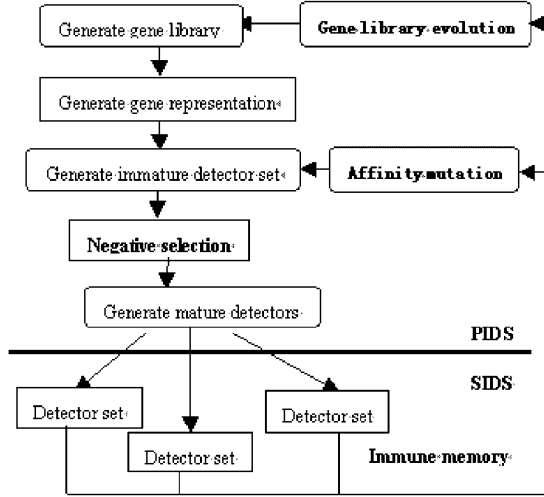 Generate gene library
Gene library evolution
Generate gene representation
Generate immature detector set
Affinity mutation
Negative selection
Generate mature detectors
PIDS
SIDS
Detector set
Detector set
Detector set
Immune memory